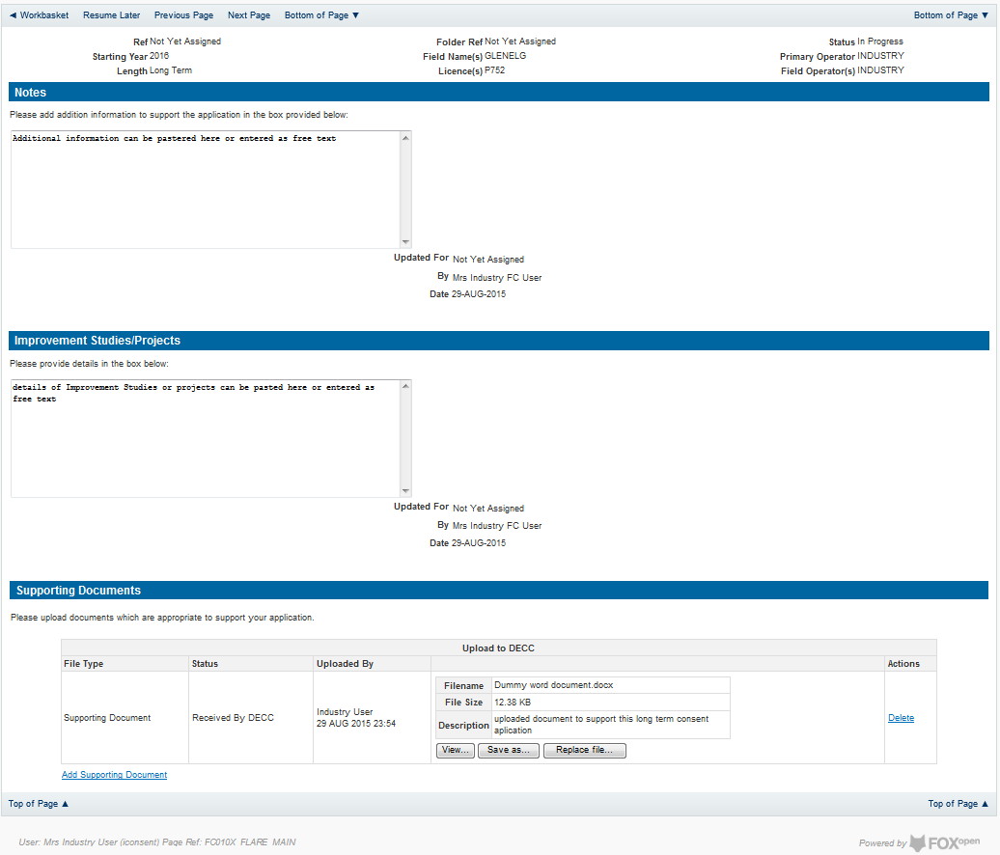 ◄ Workbasket Resume Later Previous Page Next Page Bottom of Page ▼ Bottom of Page ▼
Ref Not Yet Assigned Folder Ref Not Yet Assigned Status In Progress
Starting Year 2016 Field Name(s) GLENELG Primary Operator INDUSTRY
Length Long Term Licence(s) P752 Field Operator(s) INDUSTRY
Notes
Please add addition information to support the application in the box provided below:
Additional information can be pastered here or entered as free text
Updated For Not Yet Assigned
By Mrs Industry FC User
Date 29-AUG-2015
Improvement Studies/Projects
Please provide details in the box below:
details of Improvement Studies or projects can be pasted here or entered as
free text
Updated For Not Yet Assigned
By Mrs Industry FC User
Date 29-AUG-2015
Supporting Documents
Please upload documents which are appropriate to support your application.
Upload to DECC
File Type Status Uploaded By Actions
Supporting Document Received By DECC Industry User
29 AUG 2015 23:54
Filename Dummy word document.docx
File Size 12.38 KB
Description uploaded document to support this long term consent
aplication
View... Save as... Replace file...
Delete
Add Supporting Document
Top of Page ▲ Top of Page ▲
User: Mrs Industry User (iconsent) Page Ref: FC010X_FLARE_MAIN Powered by FOXopen